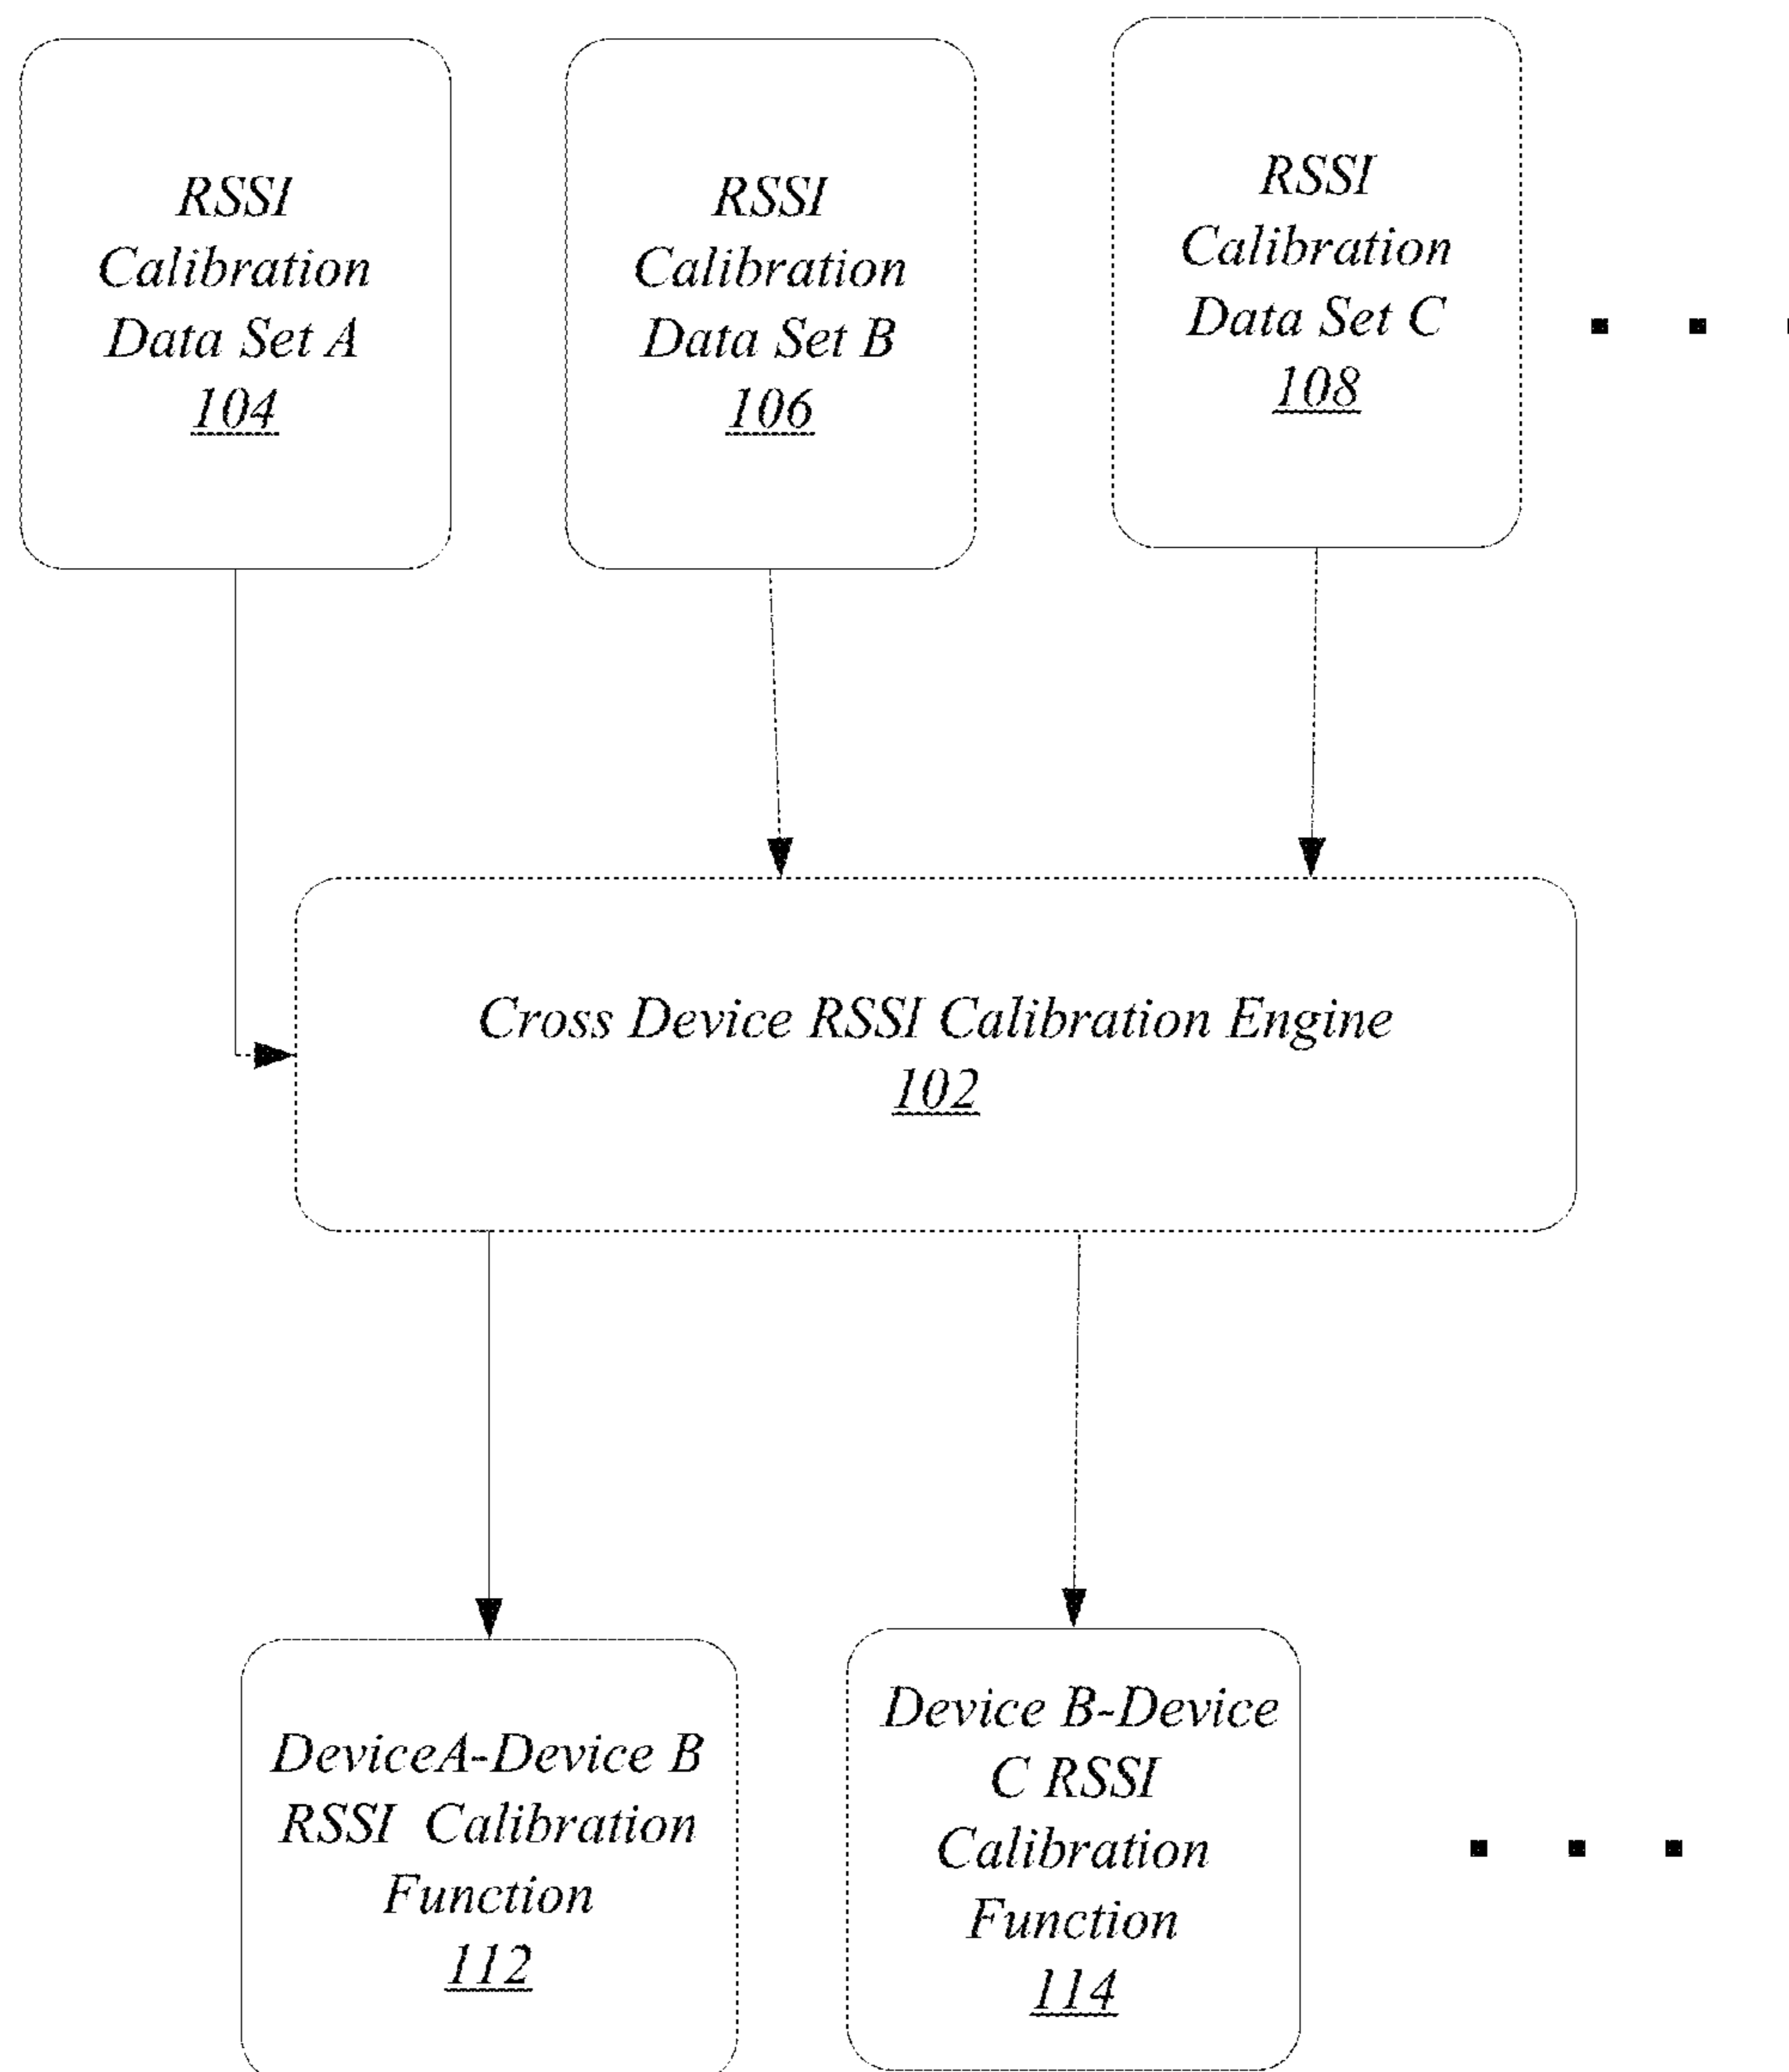 RSSI
Calibration
Data Set A
104
RSSI
Calibration
Data Set B
106
RSSI
Calibration
Data Set C
108
Cross Device RSSI Calibration Engine
102
DeviceA-Device B
RSSI Calibration
Function
112
Device B-Device
C RSSI
Calibration
Function
114